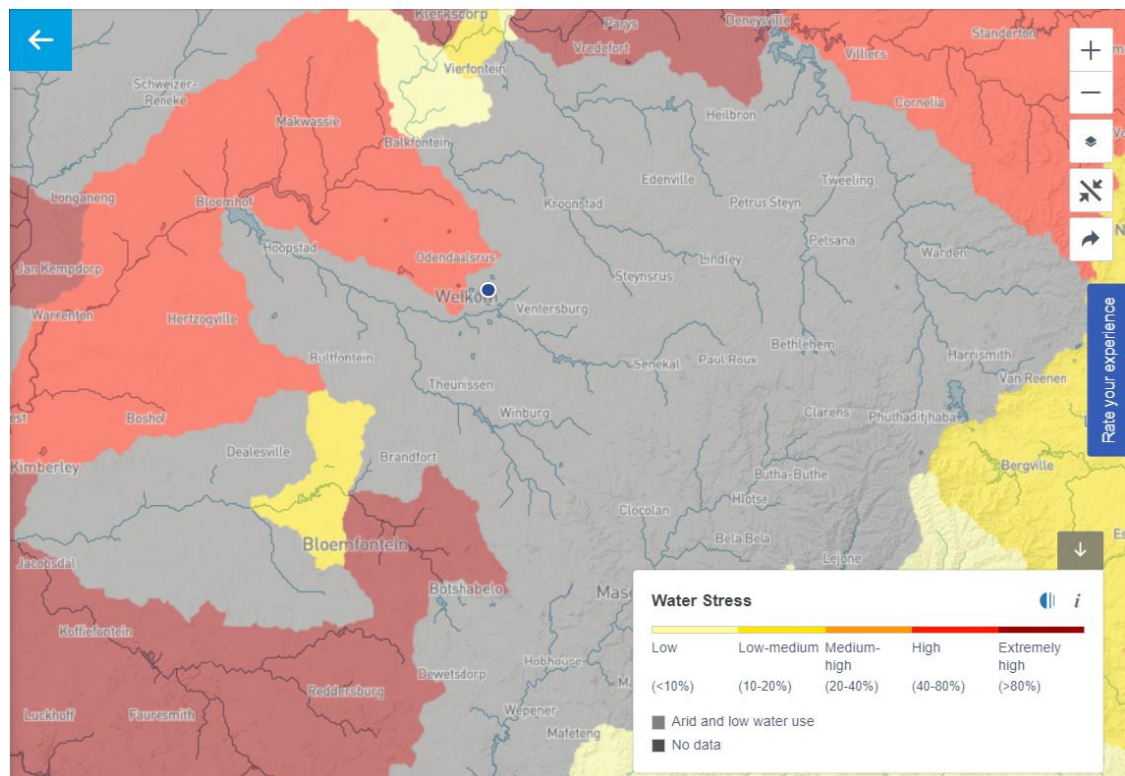 Klerksdorp
Parys
Deneysville
Vredefort
Standerton
Villiers
Vierfontein
Schweizer-
Reneke
Cornelia
Heilbron
Makwassie
Balkfontein
Edenville
Tweeling
Longaneng
Bloemhof
Kroonstad
Petrus Steyn
Hoopstad
Petsana
Odendaalsrus
Lindley
Warden
Jan Kempdorp
Steynsrus
Welkom
Ventersburg
Warrenton
Hertzogville
Bultfontein
Senekal
Paul Roux
Bethlehem
Harrismith
Van Reenen
Theunissen
Boshof
Winburg
Clarens
Phuthaditjhaba
Rate your experience
Kimberley
Dealesville
Brandfort
Bergville
Butha-Buthe
Hlotse
Clocolan
Bela Bela
Bloemfontein
Lejone
Jacobsdal
Botshabelo
Koffiefontein
Hobhouse
Dewetsdorp
Reddersburg
Luckhoff
Fauresmith
Wepener
Mafeteng
Water Stress
Low
Low-medium
Medium-
high
High
Extremely
high
(<10%)
(10-20%)
(20-40%)
(40-80%)
(>80%)
Arid and low water use
No data